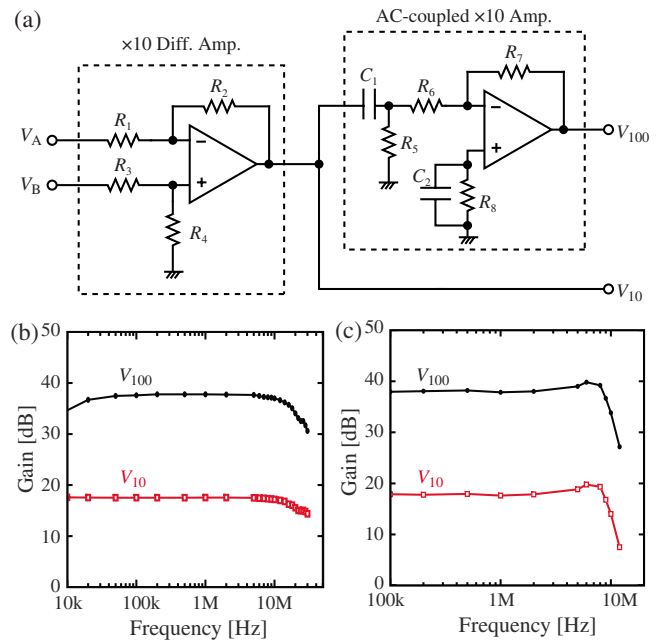 (a)
×10 Diff. Amp.
AC-coupled ×10 Amp.
R2
R7
C1
R1
R6
VA
−
−
V100
R5
R3
+
+
VB
C2
R8
R4
V10
(b)
(c)
50
50
40
V100
V100
40
30
30
Gain [dB]
Gain [dB]
20
V10
V10
20
10
10
0
0
10k 100k 1M 10M
100k 1M 10M
Frequency [Hz]
Frequency [Hz]